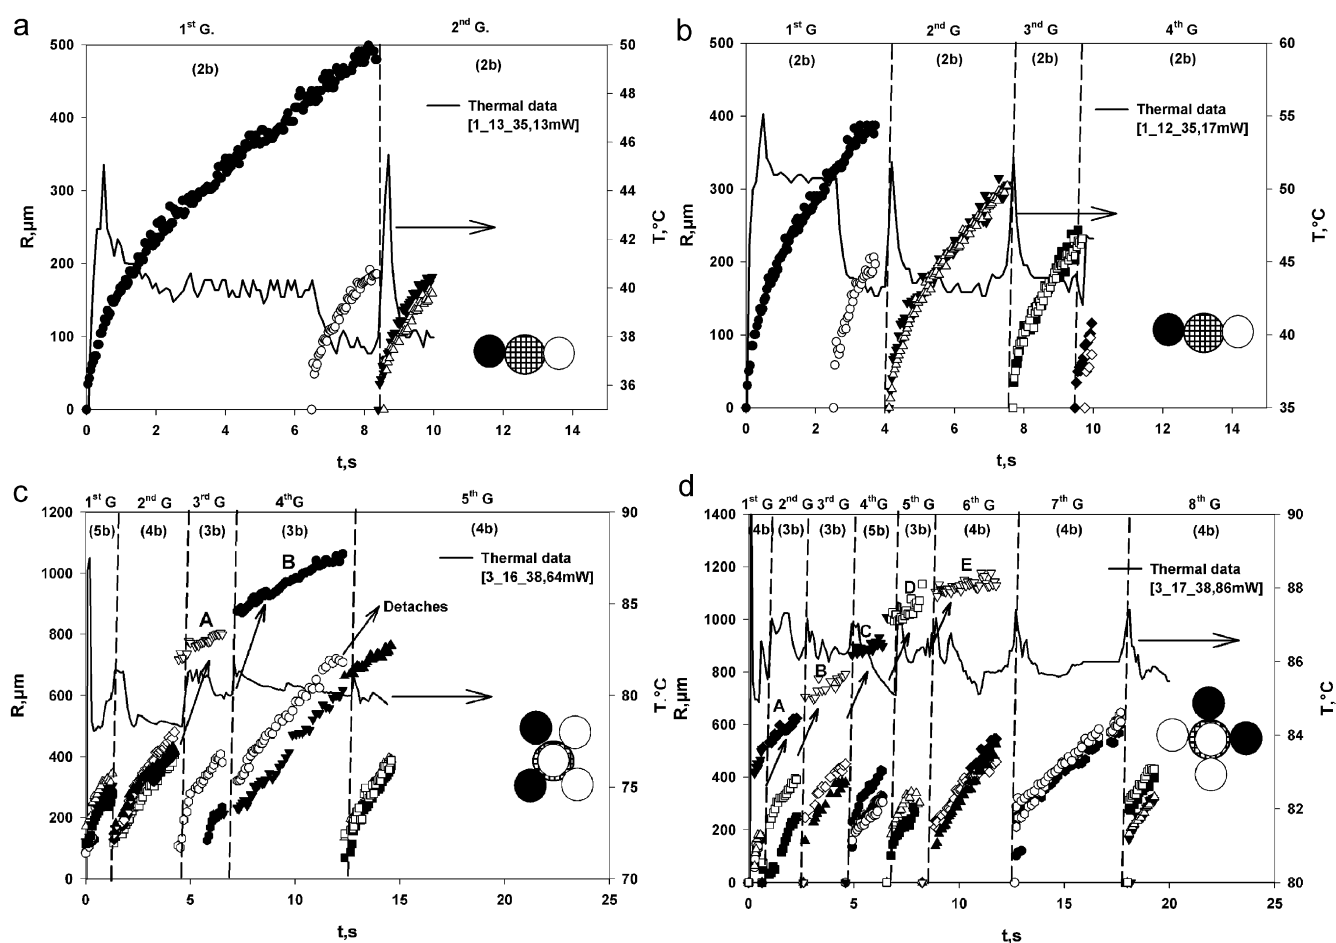 a
1st G.
2nd G.
(2b)
(2b)
Thermal data
[1_13_35,13mW]
500
400
300
200
100
0
R,µm
50
48
46
44
42
40
38
36
T,°C
0 2 4 6 8 10 12 14
t,s
b
1st G
2nd G
3nd G
4th G
(2b)
(2b)
(2b)
(2b)
Thermal data
[1_12_35,17mW]
500
400
300
200
100
0
R,µm
60
55
50
45
40
35
T,°C
0 2 4 6 8 10 12 14
t,s
c
1st G
2nd G
3rd G
4thG
5th G
(5b)
(4b)
(3b)
(3b)
(4b)
Thermal data
[3_16_38,64mW]
A
B
Detaches
1200
1000
800
600
400
200
0
R,µm
90
85
80
75
70
T,°C
0 5 10 15 20 25
t,s
d
1st G
2nd G
3rd G
4thG
5th G
6th G
7th G
8th G
(4b)
(3b)
(4b)
(5b)
(3b)
(4b)
(4b)
(4b)
Thermal data
[3_17_38,86mW]
A
B
C
D
E
1400
1200
1000
800
600
400
200
0
R,µm
90
88
86
84
82
80
T,°C
0 5 10 15 20 25
t,s